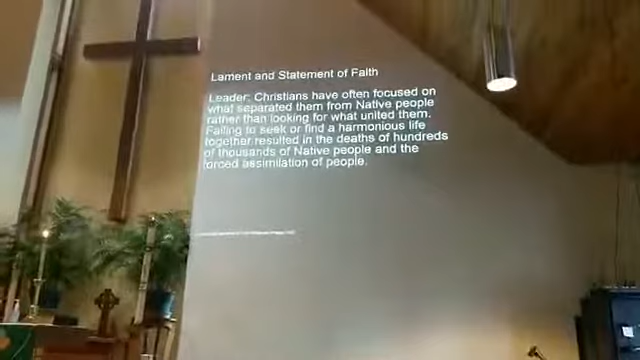 Lament and Statement of Faith
Leader: Christians have often focused on
what separated them from Native people
rather than looking for what united them.
Failing to seek or find a harmonious life
together resulted in the deaths of hundreds
of thousands of Native people and the
forced assimilation of people.